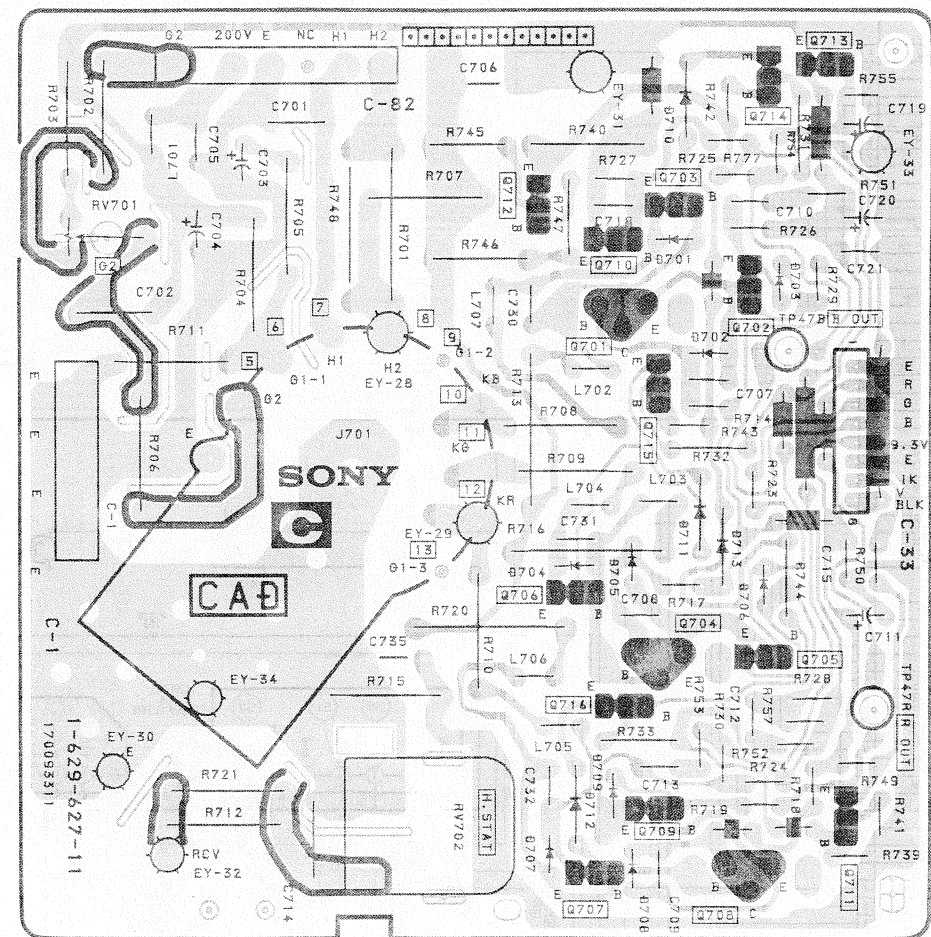 G2 200V E NC H1 H2
E Q713 B
C706
E
R755
R703
R702
C701
C-82
EY-31
D710
R742
B Q714
C719
R731
EY-33
L701
C705
C703
R745
R740
R754
R727
R725 R777
R751
RV701
C704
R705
R748
R707
E Q712 B
R747
E Q703 B
C718
C710
C720
R726
G2
R701
R746
E Q710 B
D701
C721
C702
R704
L707
C730
E
D703
R729
7
8
B Q702
TP47B B OUT
R711
6
9
B Q701 C E
D702
5
H1
H2
EY-28
G1-2
KB
G1-1
10
R713
L702
E
C707
E
R
G
B
9.3V
E
IK
V
BLK
G2
E
E
J701
R708
R714
11
B Q715
R743
KG
R706
SONY
R709
R732
R723
E
C
12
L704
L703
C-1
KR
C731
8
E
EY-29
R716
D711
D713
C-33
13
G1-3
D704
D705
C715
R750
CAD
Q706
E B
C708
R717
D706
R744
C-1
R720
Q704
B
C711
C735
R710
E Q705
L706
B
R715
EY-34
E
Q716 B
R753
R730
C712
R757
R728
TP47R R OUT
EY-30
E
R733
L705
R752
R724
R749
1-629-627-11
170093311
R721
C732
D709
C713
E
R712
RV702
H.STAT
D712
E Q709 B
R719
R718
R741
RCV
EY-32
D707
B
R739
C714
E Q707 B
D708
C709
B Q708 C E
Q711